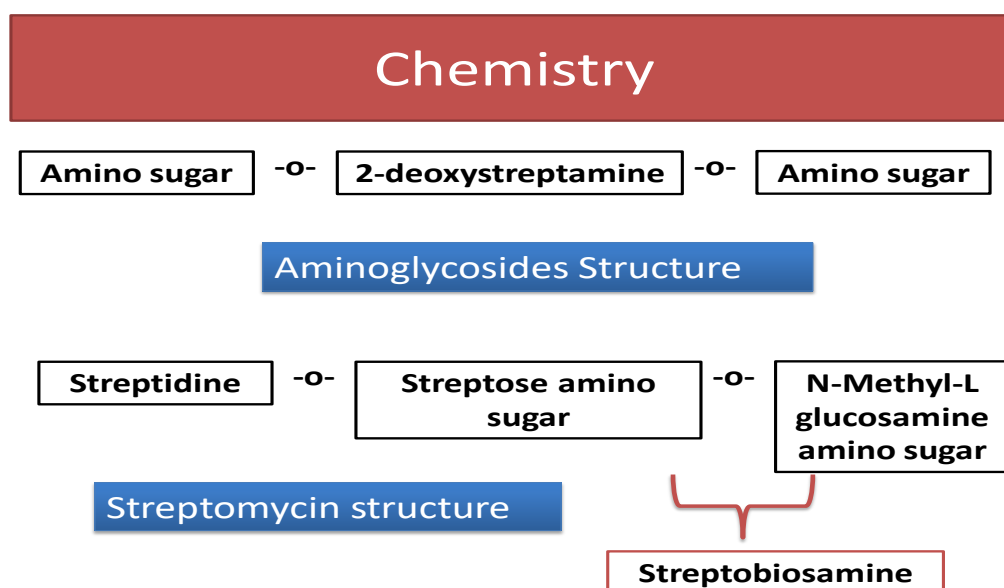 Chemistry
Amino sugar -o- 2-deoxystreptamine -o- Amino sugar
Aminoglycosides Structure
Streptidine -o- Streptose amino sugar -o- N-Methyl-L glucosamine amino sugar
Streptomycin structure
Streptobiosamine